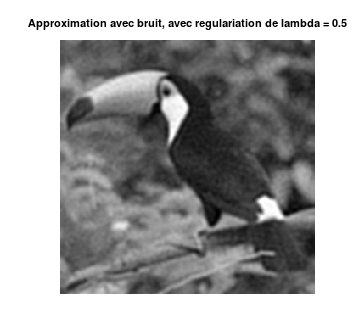 Approximation avec bruit, avec regulariation de lambda = 0.5